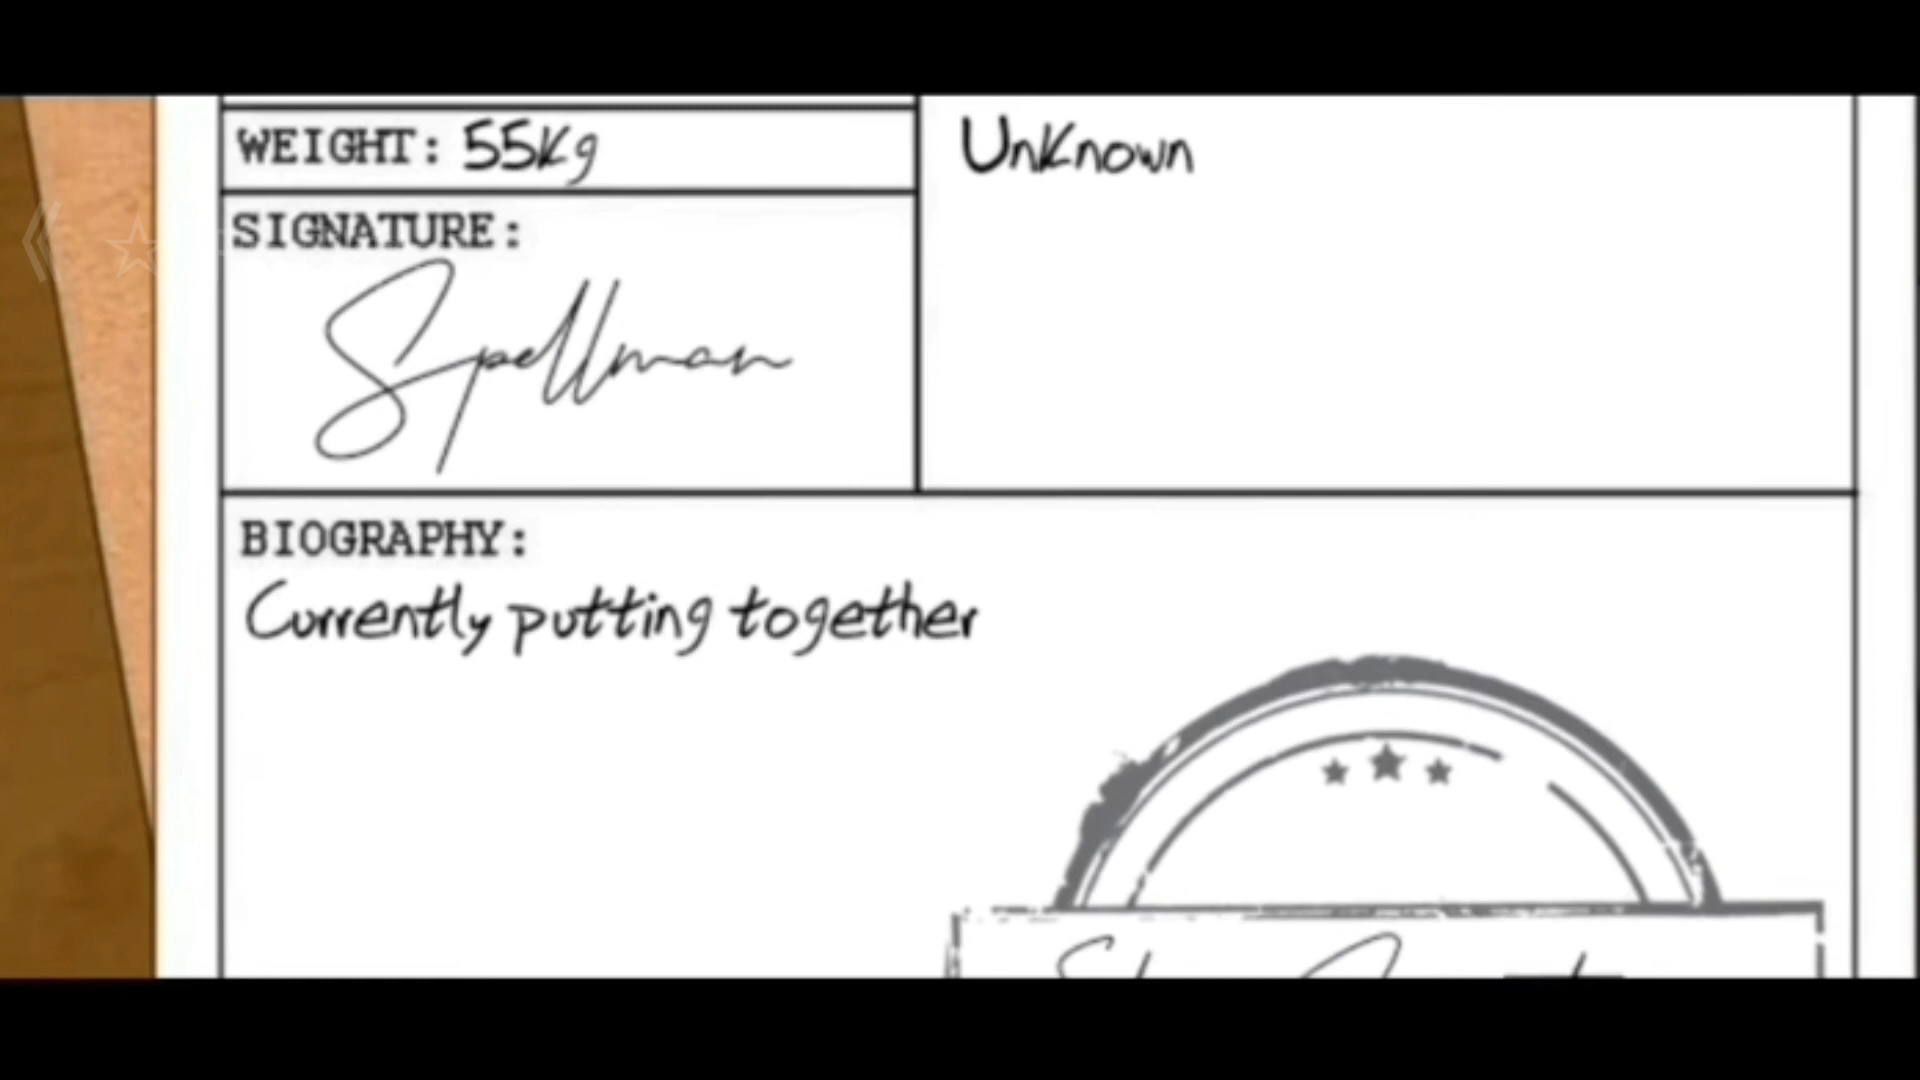 WEIGHT: 55Kg
Unknown
SIGNATURE:
Spellman
BIOGRAPHY:
Currently putting together